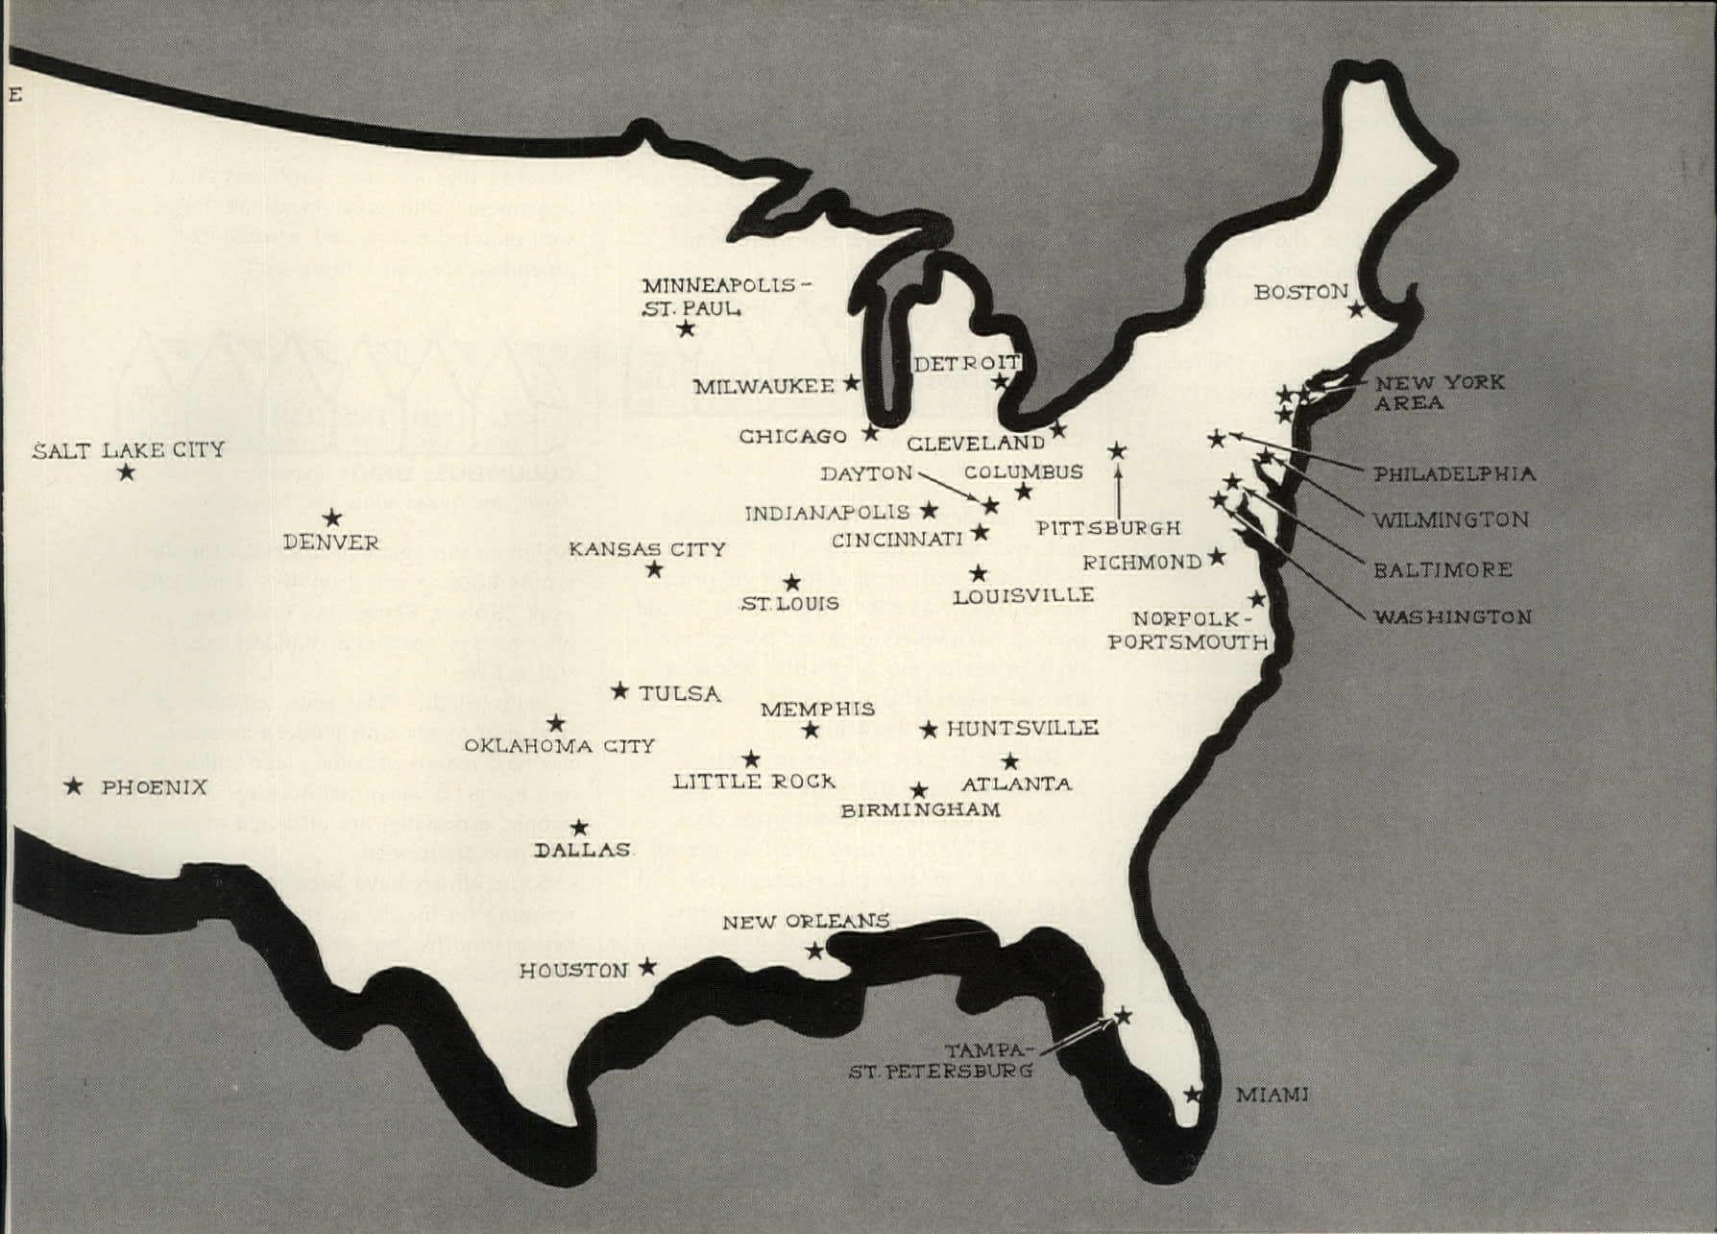 E
MINNEAPOLIS-
ST. PAUL
BOSTON
DETROIT
MILWAUKEE
NEW YORK
AREA
CHICAGO
CLEVELAND
SALT LAKE CITY
DAYTON
COLUMBUS
PHILADELPHIA
INDIANAPOLIS
WILMINGTON
PITTSBURGH
CINCINNATI
DENVER
KANSAS CITY
RICHMOND
BALTIMORE
ST. LOUIS
LOUISVILLE
WASHINGTON
NORFOLK-
PORTSMOUTH
TULSA
MEMPHIS
HUNTSVILLE
OKLAHOMA CITY
LITTLE ROCK
ATLANTA
PHOENIX
BIRMINGHAM
DALLAS
NEW ORLEANS
HOUSTON
TAMPA-
ST. PETERSBURG
MIAMI